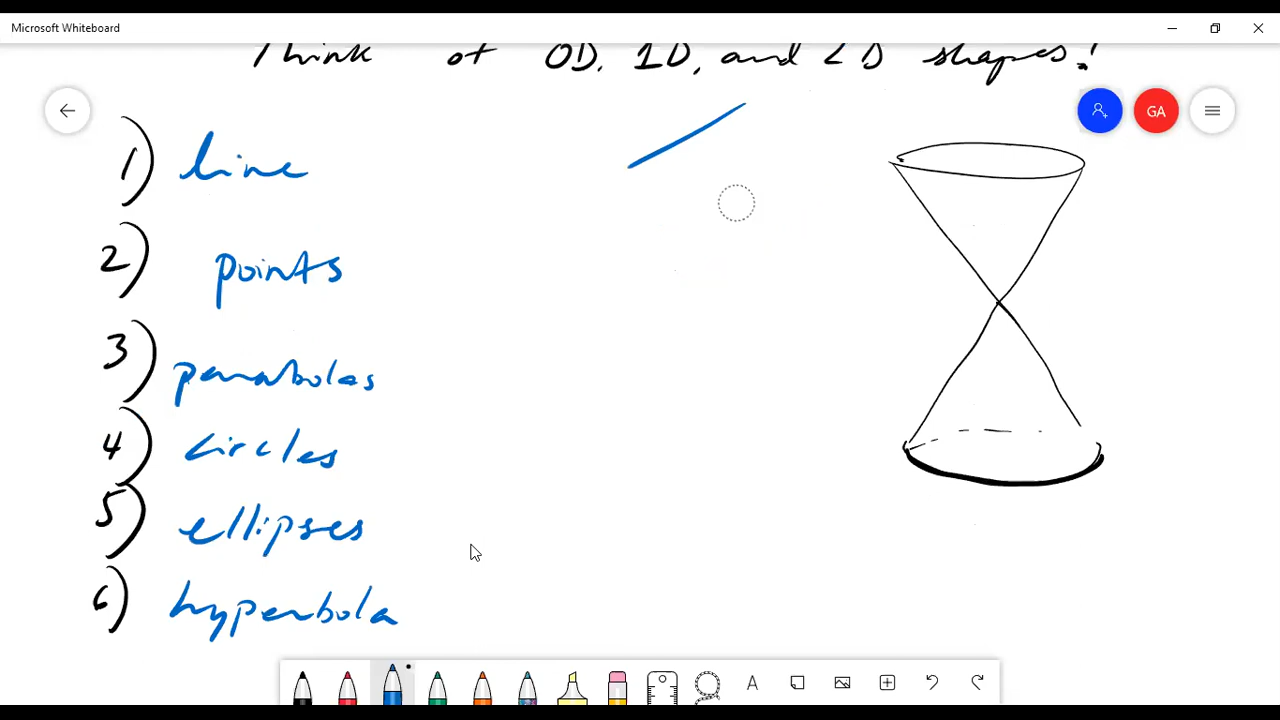 Microsoft Whiteboard
Think of 0D, 1D, and 2D shapes!
GA
1) line
2) points
3) parabolas
4) circles
5) ellipses
6) hyperbola
A